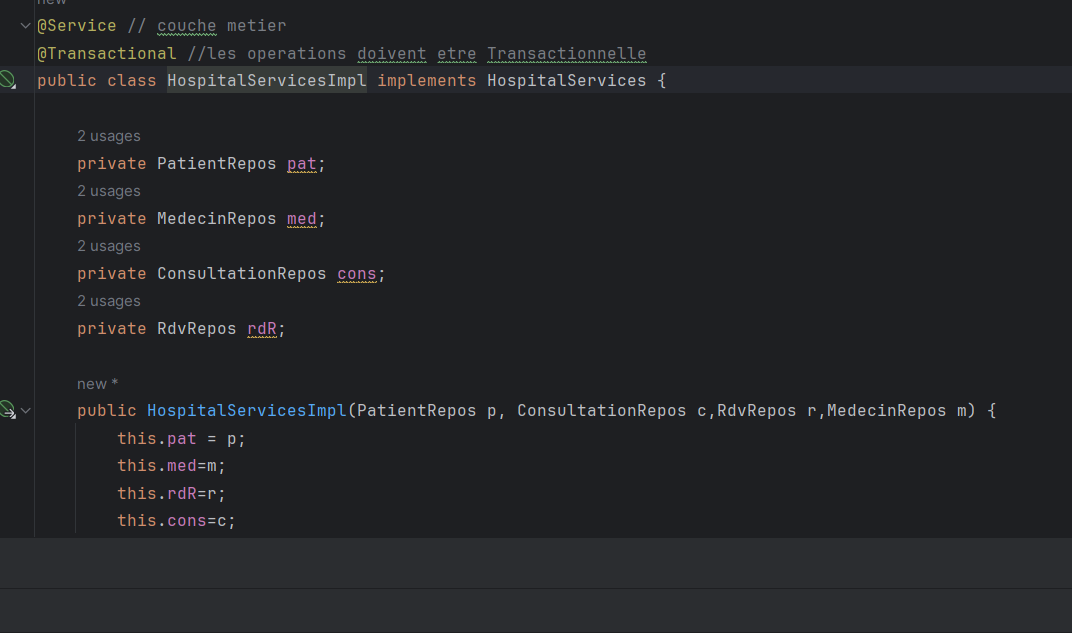 new
@Service // couche metier
@Transactional //les operations doivent etre Transactionnelle
public class HospitalServicesImpl implements HospitalServices {
2 usages
private PatientRepos pat;
2 usages
private MedecinRepos med;
2 usages
private ConsultationRepos cons;
2 usages
private RdvRepos rdR;
new *
public HospitalServicesImpl(PatientRepos p, ConsultationRepos c,RdvRepos r,MedecinRepos m) {
this.pat = p;
this.med=m;
this.rdR=r;
this.cons=c;